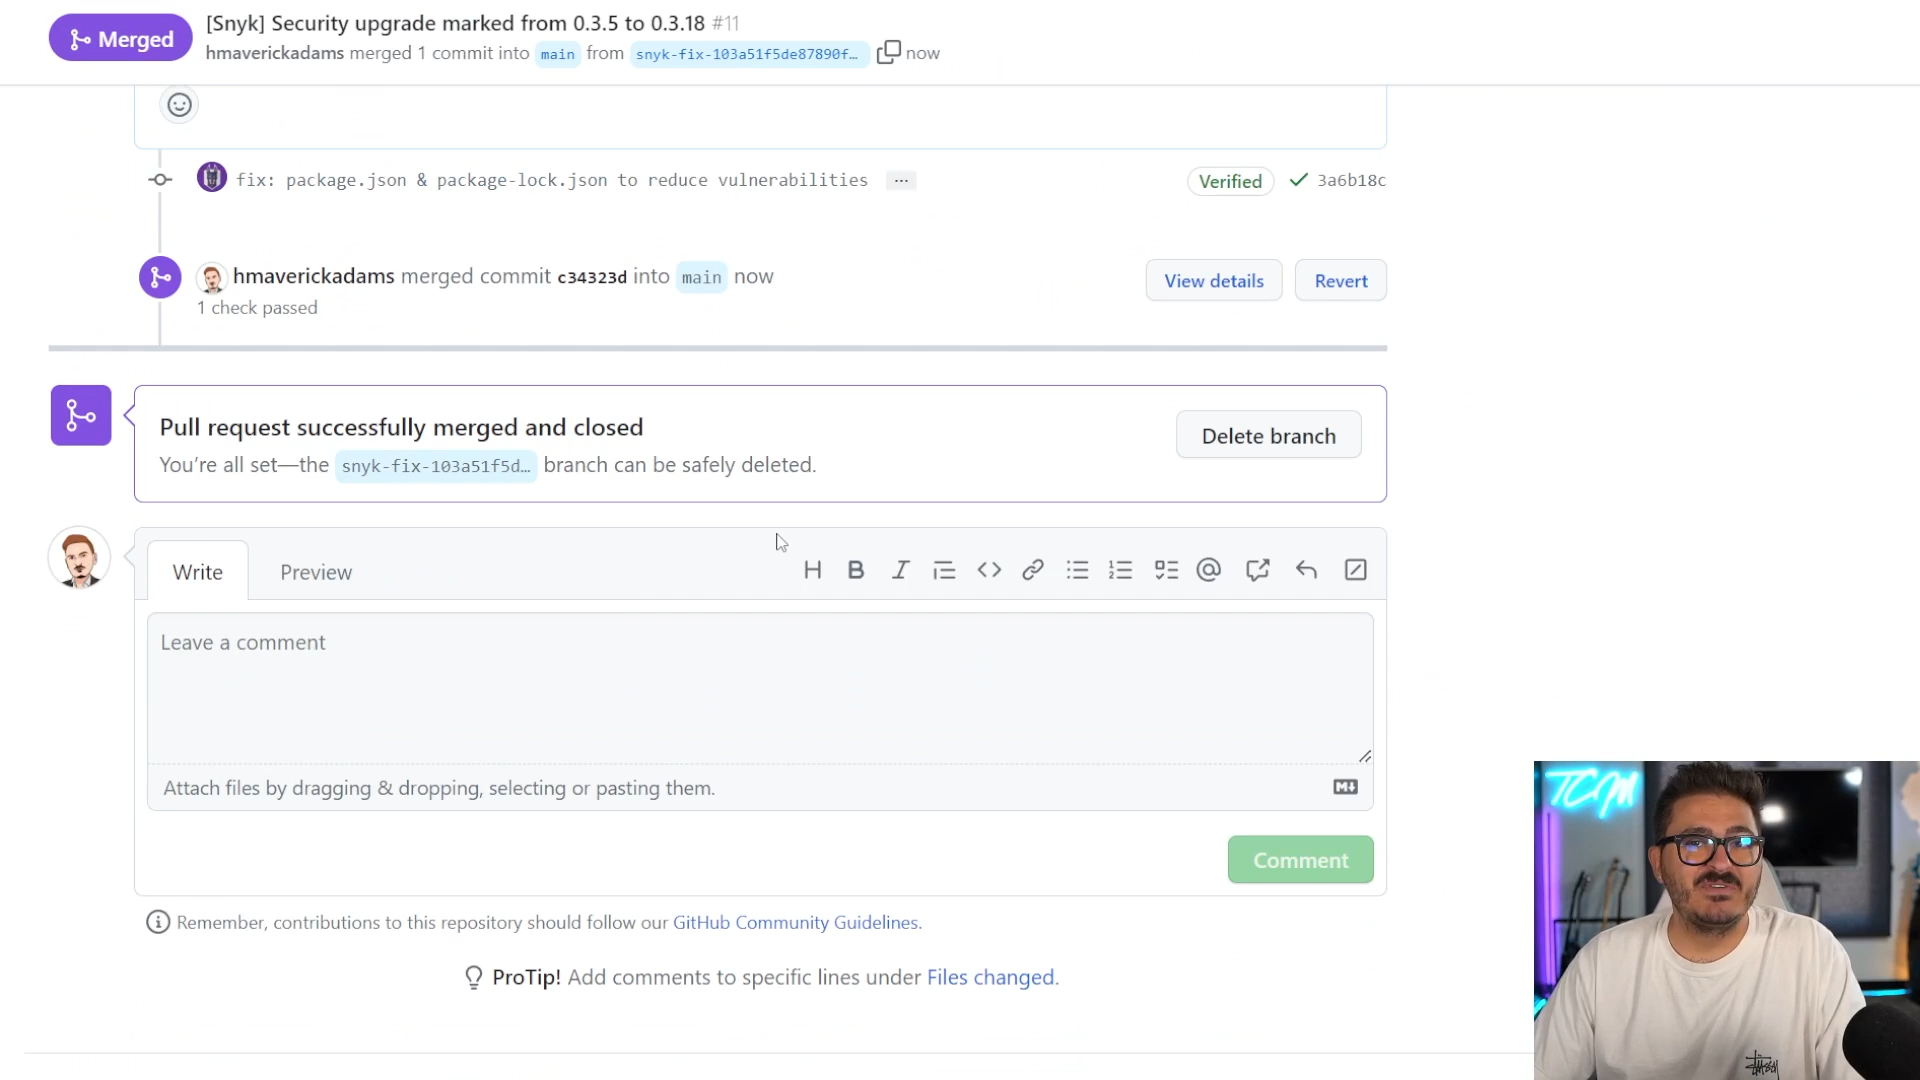 Merged
[Snyk] Security upgrade marked from 0.3.5 to 0.3.18 #11
hmaverickadams merged 1 commit into main from snyk-fix-103a51f5de87890f… now
fix: package.json & package-lock.json to reduce vulnerabilities ... Verified 3a6b18c
hmaverickadams merged commit c34323d into main now
1 check passed
View details
Revert
Pull request successfully merged and closed
You're all set—the snyk-fix-103a51f5d… branch can be safely deleted.
Delete branch
Write
Preview
Leave a comment
Attach files by dragging & dropping, selecting or pasting them.
Comment
Remember, contributions to this repository should follow our GitHub Community Guidelines.
ProTip! Add comments to specific lines under Files changed.
TCM